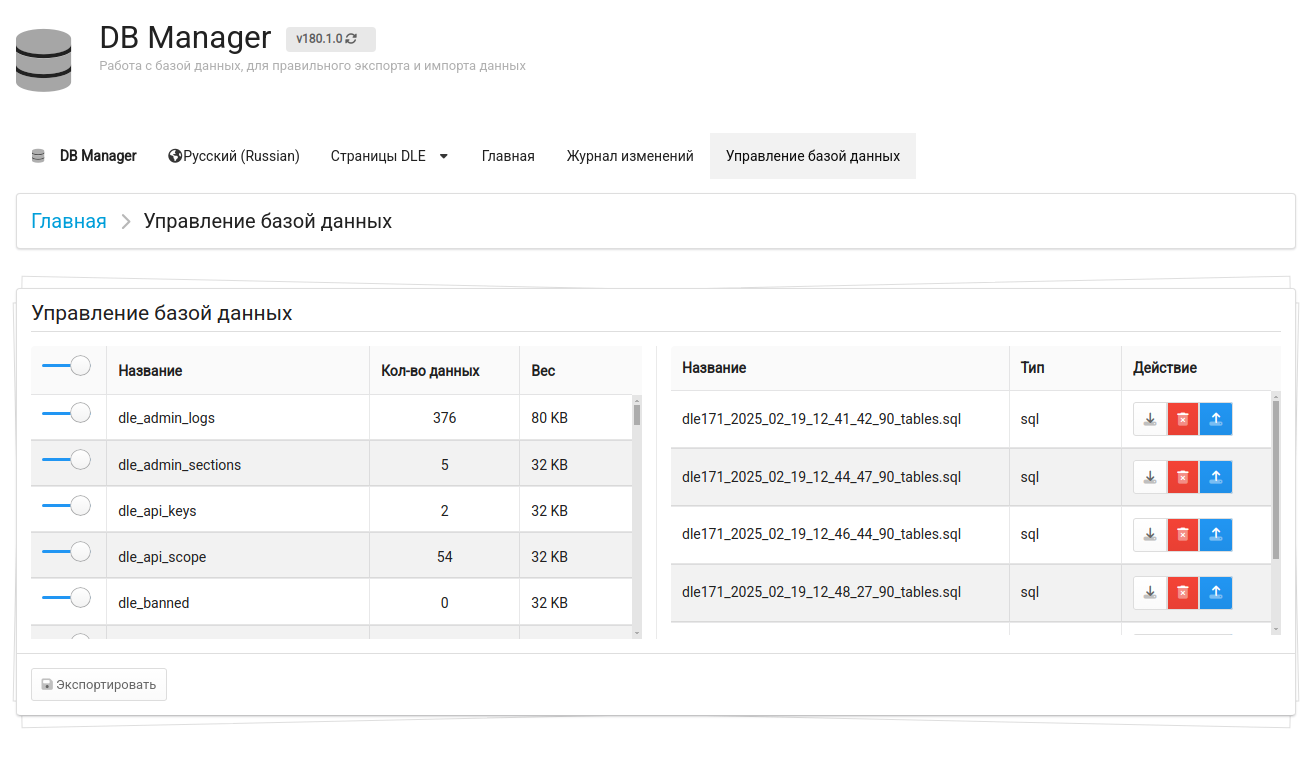 DB Manager v180.1.0
Работа с базой данных, для правильного экспорта и импорта данных
DB Manager Русский (Russian) Страницы DLE Главная Журнал изменений Управление базой данных
Главная Управление базой данных
Управление базой данных
Название Кол-во данных Вес
dle_admin_logs 376 80 KB
dle_admin_sections 5 32 KB
dle_api_keys 2 32 KB
dle_api_scope 54 32 KB
dle_banned 0 32 KB
Название Тип Действие
dle171_2025_02_19_12_41_42_90_tables.sql sql
dle171_2025_02_19_12_44_47_90_tables.sql sql
dle171_2025_02_19_12_46_44_90_tables.sql sql
dle171_2025_02_19_12_48_27_90_tables.sql sql
Экспортировать